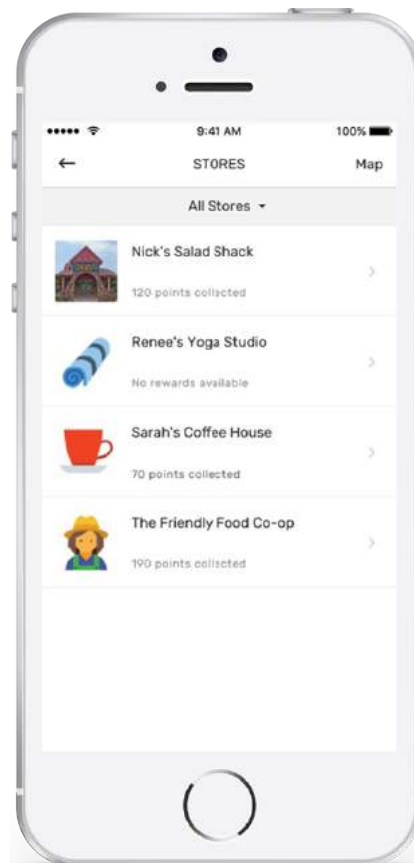 9:41 AM
100%
STORES
Map
All Stores
Nick's Salad Shack
120 points collected
Renee's Yoga Studio
No rewards available
Sarah's Coffee House
70 points collected
The Friendly Food Co-op
190 points collected